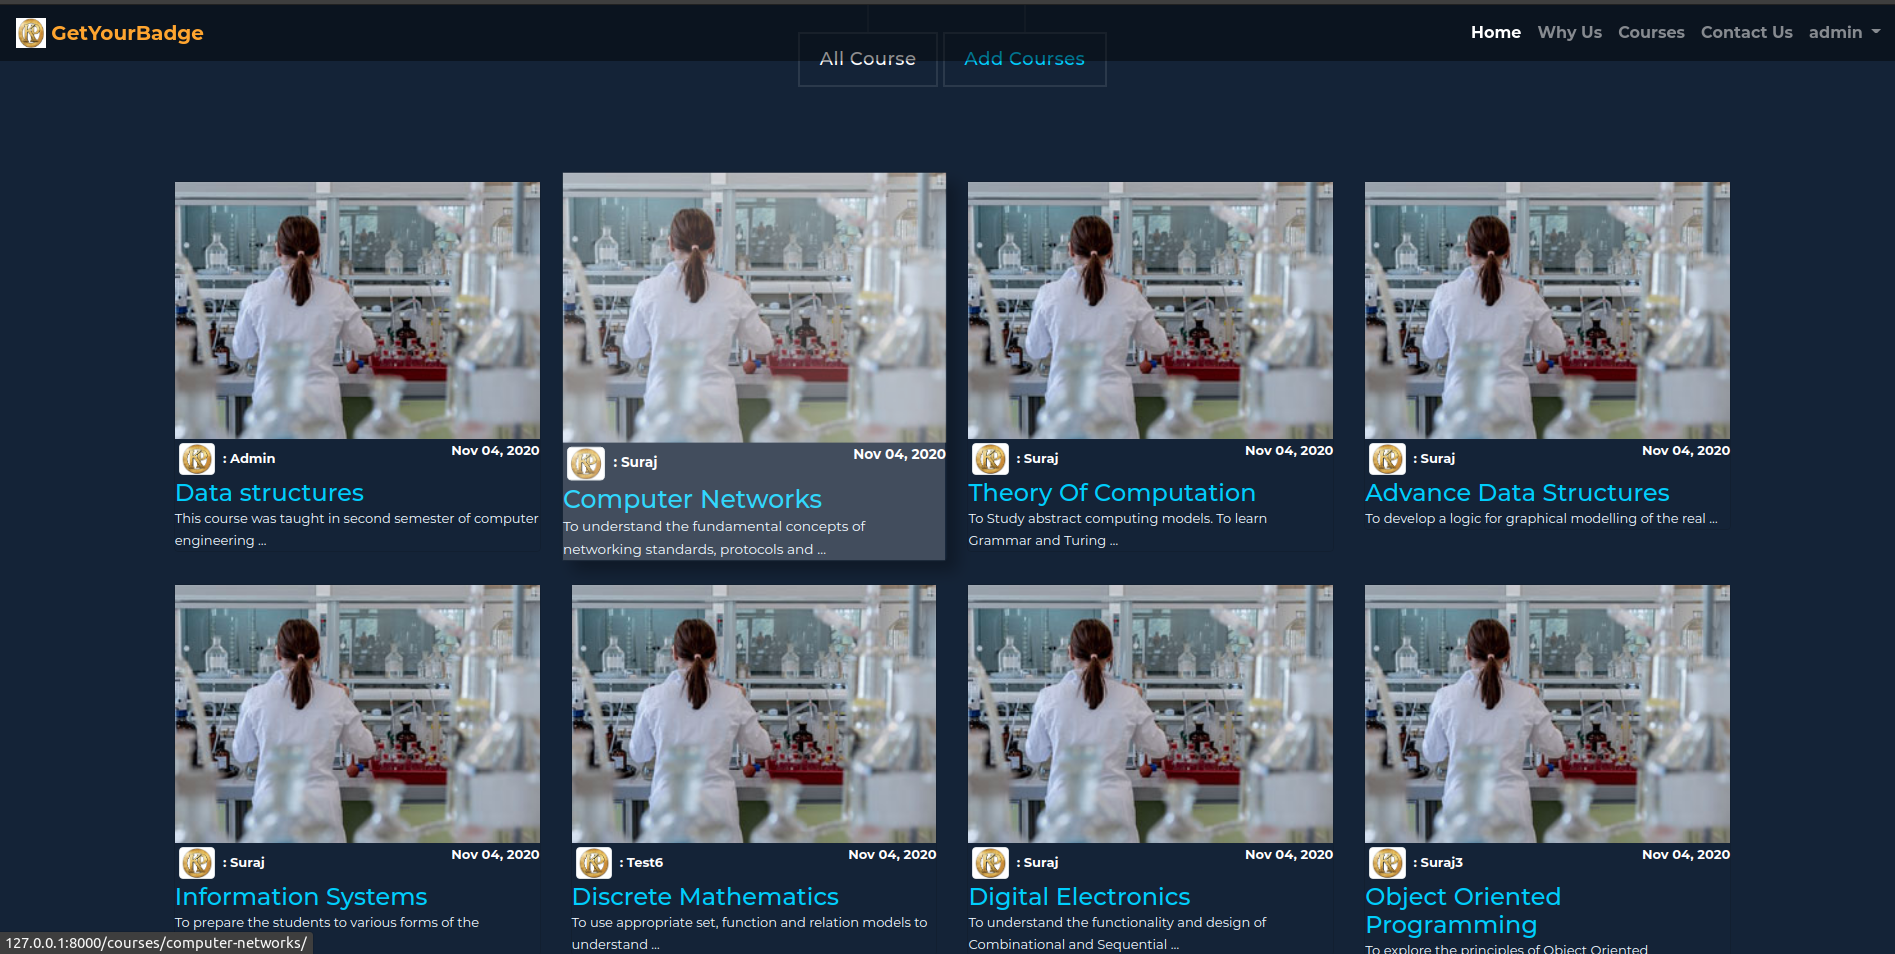 GetYourBadge
Home Why Us Courses Contact Us admin
All Course Add Courses
: Admin Nov 04, 2020
Data structures
This course was taught in second semester of computer
engineering ...
: Suraj Nov 04, 2020
Computer Networks
To understand the fundamental concepts of
networking standards, protocols and ...
: Suraj Nov 04, 2020
Theory Of Computation
To Study abstract computing models. To learn
Grammar and Turing ...
: Suraj Nov 04, 2020
Advance Data Structures
To develop a logic for graphical modelling of the real ...
: Suraj Nov 04, 2020
Information Systems
To prepare the students to various forms of the
: Test6 Nov 04, 2020
Discrete Mathematics
To use appropriate set, function and relation models to
understand ...
: Suraj Nov 04, 2020
Digital Electronics
To understand the functionality and design of
Combinational and Sequential ...
: Suraj3 Nov 04, 2020
Object Oriented
Programming
To explore the principles of Object Oriented
127.0.0.1:8000/courses/computer-networks/